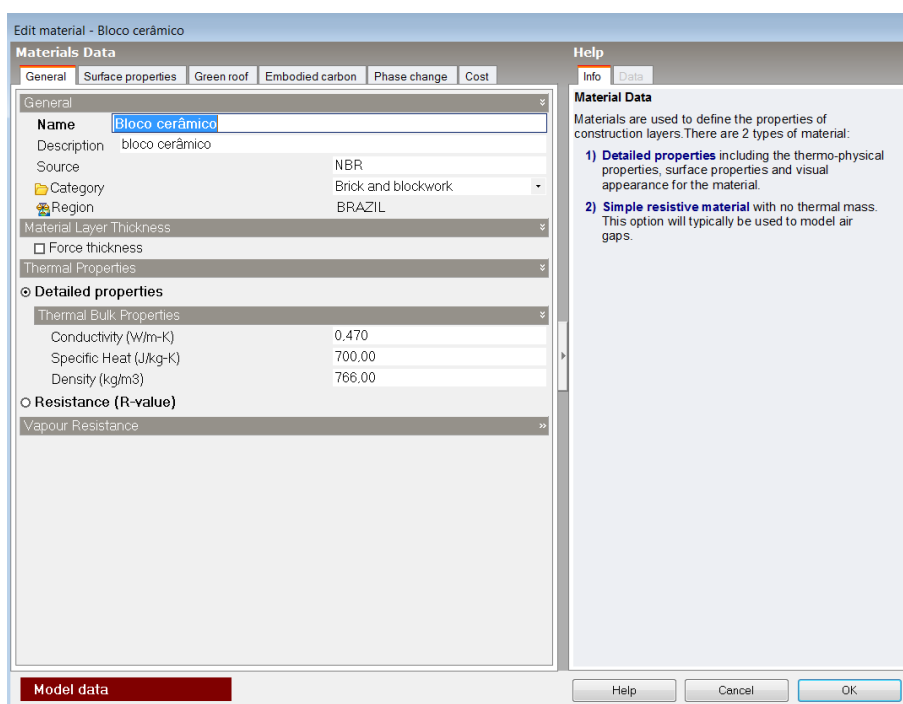 Edit material - Bloco cerâmico
Materials Data
General Surface properties Green roof Embodied carbon Phase change Cost
General
Name Bloco cerâmico
Description bloco cerâmico
Source NBR
Category Brick and blockwork
Region BRAZIL
Material Layer Thickness
Force thickness
Thermal Properties
Detailed properties
Thermal Bulk Properties
Conductivity (W/m-K) 0,470
Specific Heat (J/kg-K) 700,00
Density (kg/m3) 766,00
Resistance (R-value)
Vapour Resistance
Model data
Help
Info Data
Material Data
Materials are used to define the properties of
construction layers.There are 2 types of material:
1) Detailed properties including the thermo-physical
properties, surface properties and visual
appearance for the material.
2) Simple resistive material with no thermal mass.
This option will typically be used to model air
gaps.
Help Cancel OK